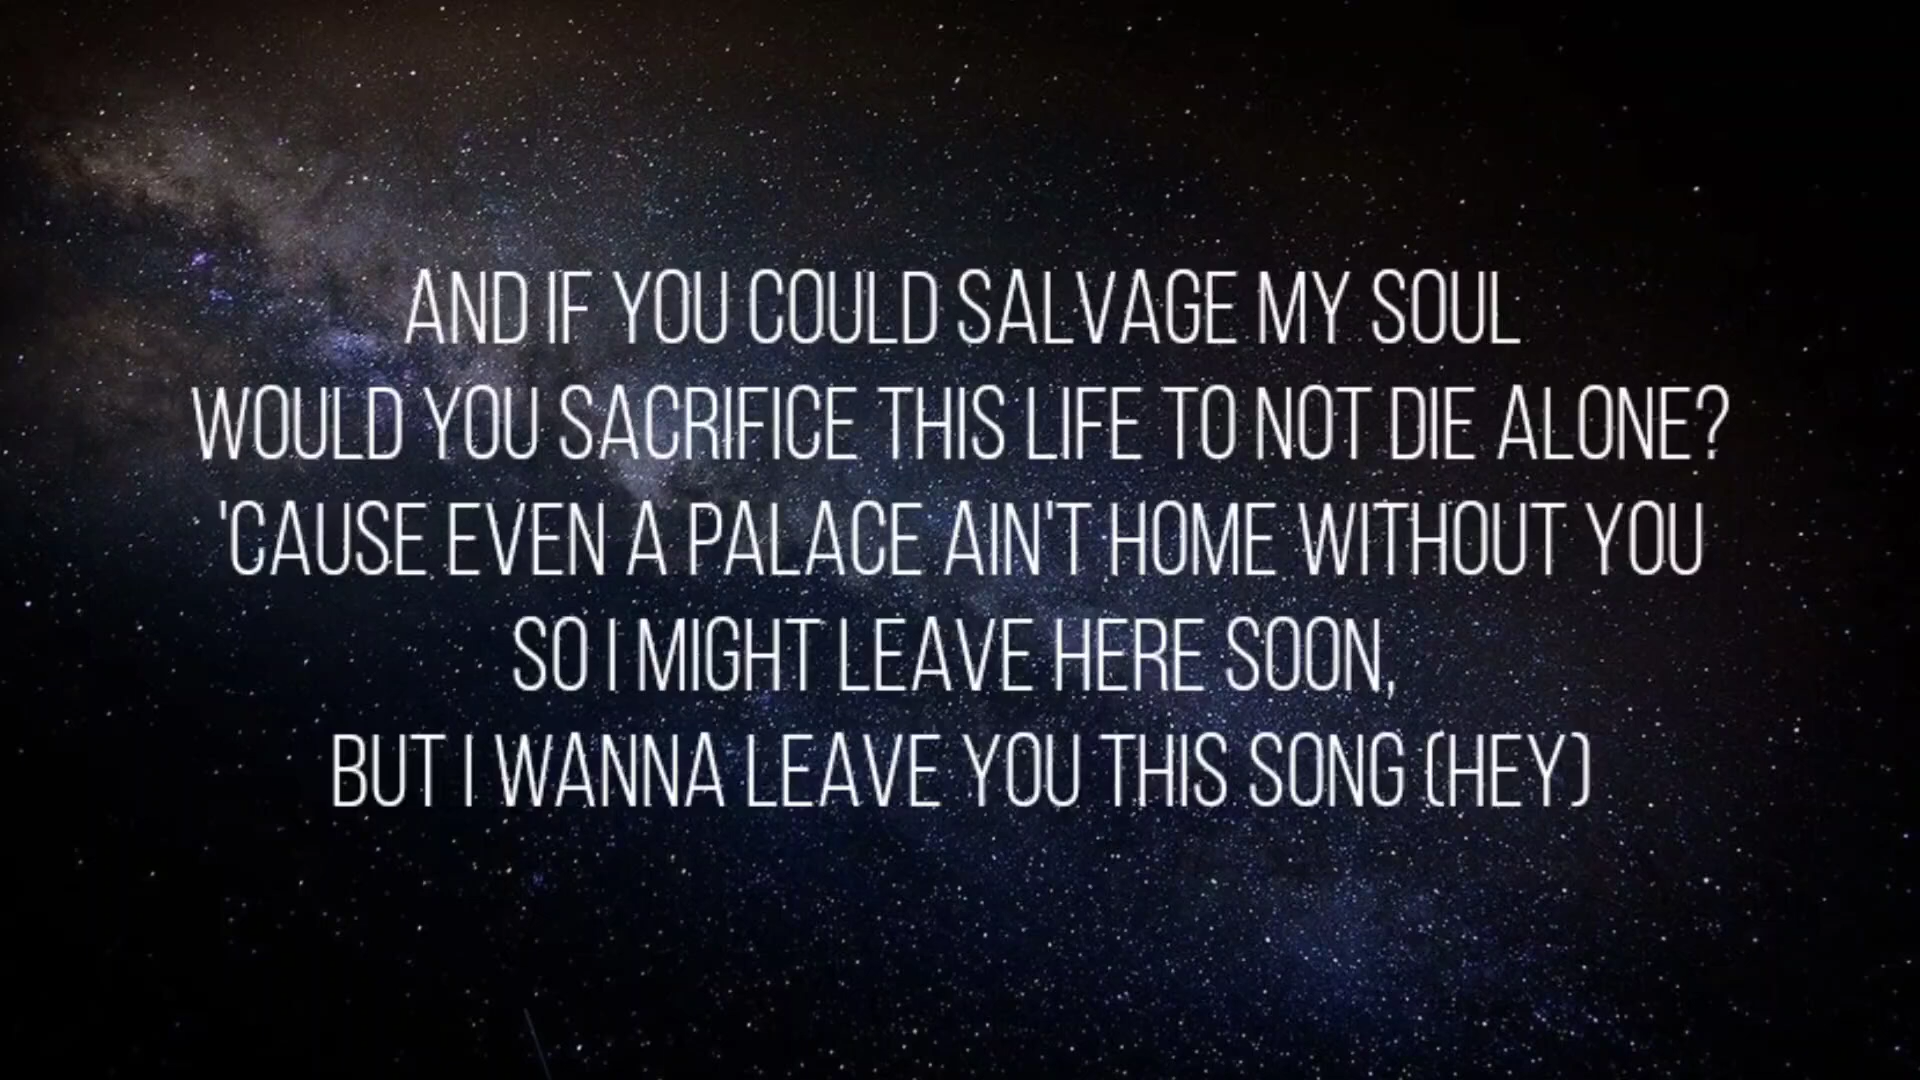 AND IF YOU COULD SALVAGE MY SOUL
WOULD YOU SACRIFICE THIS LIFE TO NOT DIE ALONE?
'CAUSE EVEN A PALACE AIN'T HOME WITHOUT YOU
SO I MIGHT LEAVE HERE SOON,
BUT I WANNA LEAVE YOU THIS SONG (HEY)